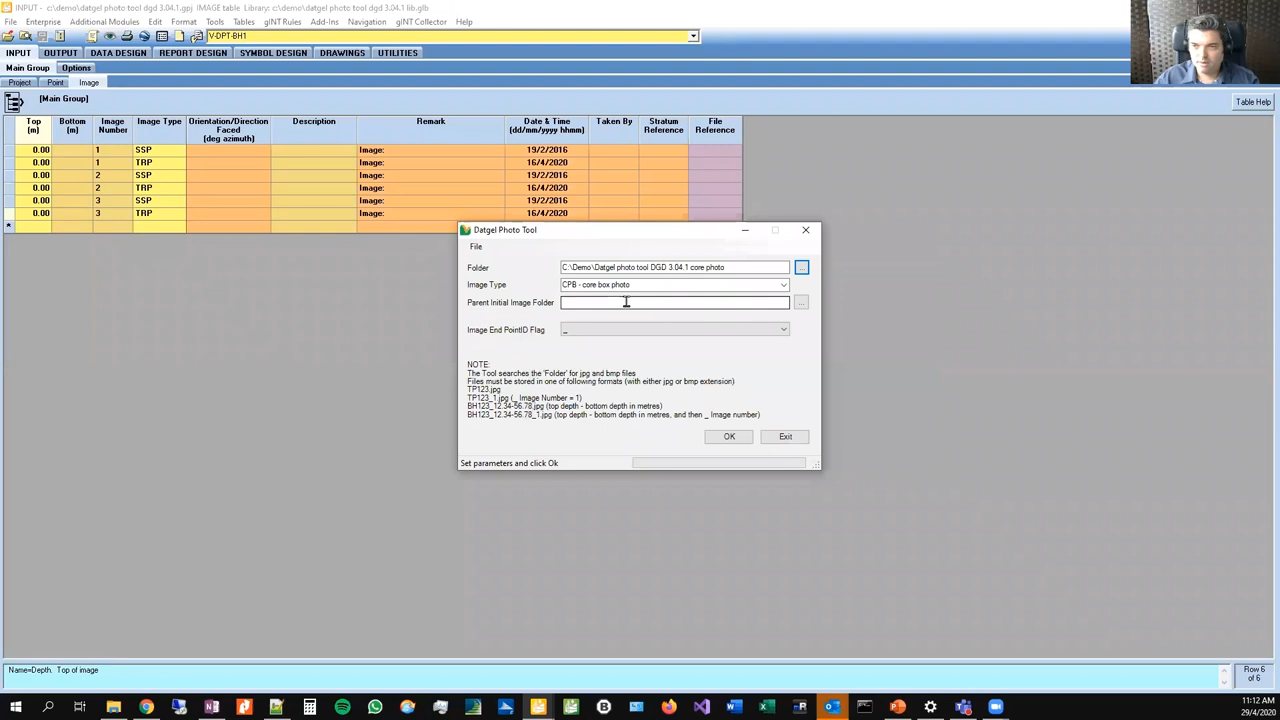 INPUT - c:\demo\datgel photo tool dgd 3.04.1.gpj IMAGE table Library: c:\demo\datgel photo tool dgd 3.04.1 lib.glb
File Enterprise Additional Modules Edit Format Tools Tables gINT Rules Add-Ins Navigation gINT Collector Help
V-DPT-BH1
INPUT OUTPUT DATA DESIGN REPORT DESIGN SYMBOL DESIGN DRAWINGS UTILITIES
Main Group Options
Project Point Image
[Main Group]
Table Help
Top (m) Bottom (m) Image Number Image Type Orientation/Direction Faced (deg azimuth) Description Remark Date & Time (dd/mm/yyyy hhmm) Taken By Stratum Reference File Reference
0.00 1 SSP Image: 19/2/2016
0.00 1 TRP Image: 16/4/2020
0.00 2 SSP Image: 19/2/2016
0.00 2 TRP Image: 16/4/2020
0.00 3 SSP Image: 19/2/2016
0.00 3 TRP Image: 16/4/2020
*
Datgel Photo Tool
File
Folder C:\Demo\Datgel photo tool DGD 3.04.1 core photo ...
Image Type CPB - core box photo
Parent Initial Image Folder ...
Image End PointID Flag _
NOTE:
The Tool searches the 'Folder' for jpg and bmp files
Files must be stored in one of following formats (with either jpg or bmp extension)
TP123.jpg
TP123_1.jpg (_ Image Number = 1)
BH123_12.34-56.78.jpg (top depth - bottom depth in metres)
BH123_12.34-56.78_1.jpg (top depth - bottom depth in metres, and then _ Image number)
OK Exit
Set parameters and click Ok
Name=Depth. Top of image
Row 6 of 6
11:12 AM
29/4/2020